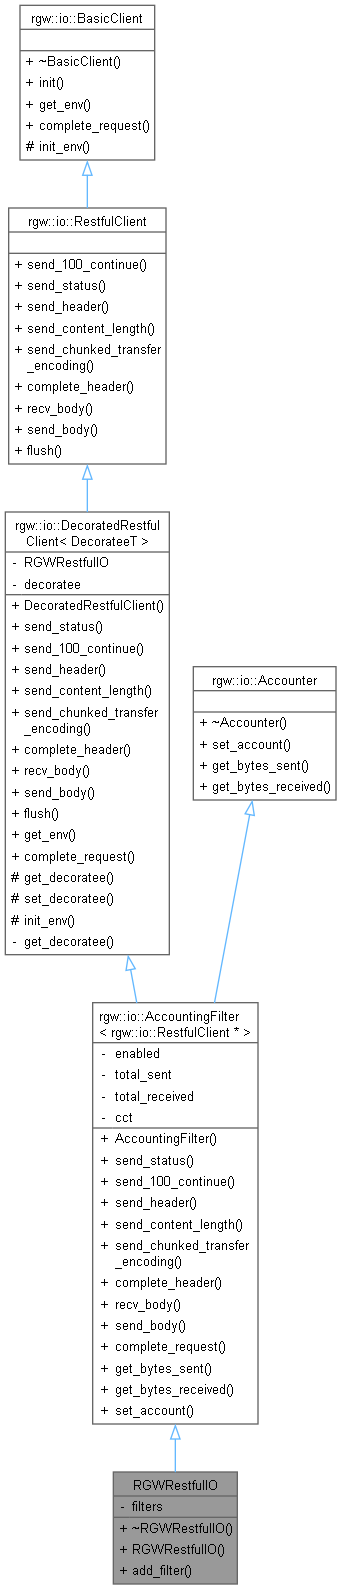 rgw::io::BasicClient
+ ~BasicClient()
+ init()
+ get_env()
+ complete_request()
# init_env()
rgw::io::RestfulClient
+ send_100_continue()
+ send_status()
+ send_header()
+ send_content_length()
+ send_chunked_transfer
_encoding()
+ complete_header()
+ recv_body()
+ send_body()
+ flush()
rgw::io::DecoratedRestful
Client< DecorateeT >
- RGWRestfulIO
- decoratee
+ DecoratedRestfulClient()
+ send_status()
+ send_100_continue()
+ send_header()
+ send_content_length()
+ send_chunked_transfer
_encoding()
+ complete_header()
+ recv_body()
+ send_body()
+ flush()
+ get_env()
+ complete_request()
# get_decoratee()
# set_decoratee()
# init_env()
- get_decoratee()
rgw::io::Accounter
+ ~Accounter()
+ set_account()
+ get_bytes_sent()
+ get_bytes_received()
rgw::io::AccountingFilter
< rgw::io::RestfulClient * >
- enabled
- total_sent
- total_received
- cct
+ AccountingFilter()
+ send_status()
+ send_100_continue()
+ send_header()
+ send_content_length()
+ send_chunked_transfer
_encoding()
+ complete_header()
+ recv_body()
+ send_body()
+ complete_request()
+ get_bytes_sent()
+ get_bytes_received()
+ set_account()
RGWRestfulIO
- filters
+ ~RGWRestfulIO()
+ RGWRestfulIO()
+ add_filter()